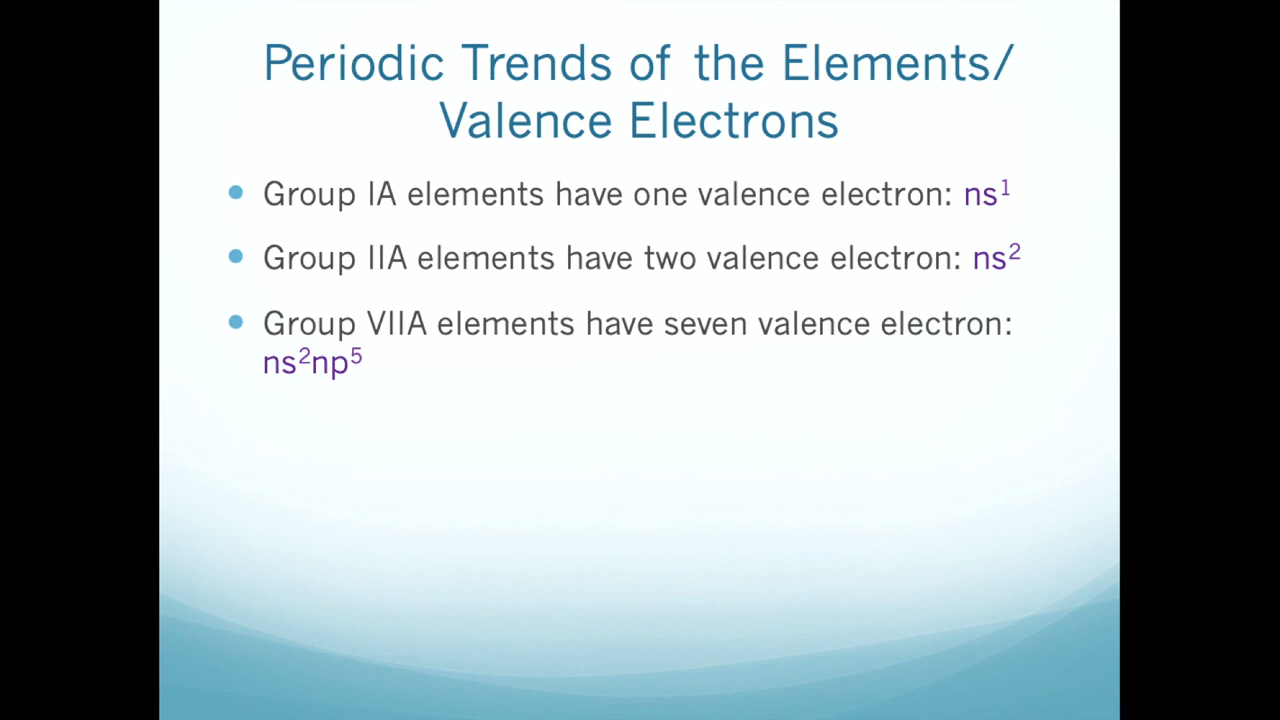 Periodic Trends of the Elements/
Valence Electrons
• Group IA elements have one valence electron: ns¹
• Group IIA elements have two valence electron: ns²
• Group VIIA elements have seven valence electron:
ns²np⁵